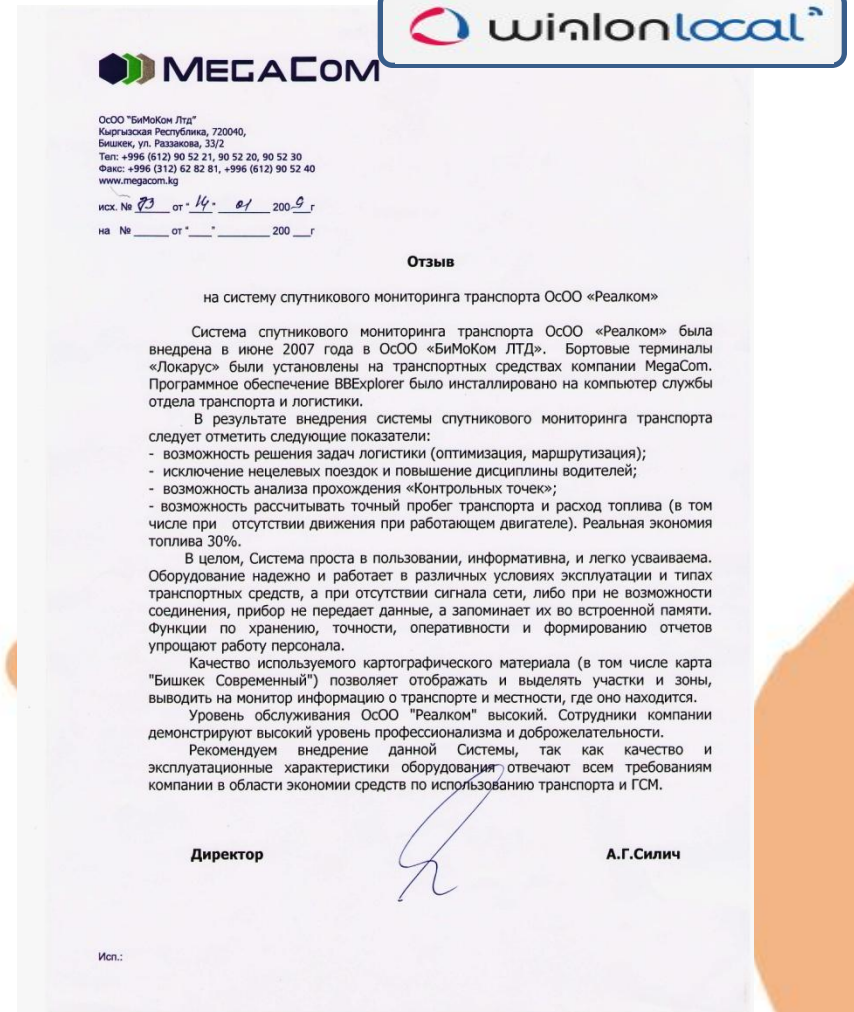 wialonlocal
MEGACOM
ОсОО "БиМоКом Лтд"
Кыргызская Республика, 720040,
Бишкек, ул. Раззакова, 33/2
Тел: +996 (612) 90 52 21, 90 52 20, 90 52 30
Факс: +996 (312) 62 82 81, +996 (612) 90 52 40
www.megacom.kg
исх. № 73 от "14" 01 2009 г
на № ______ от "____" _________ 200 ___г
Отзыв
на систему спутникового мониторинга транспорта ОсОО «Реалком»
Система спутникового мониторинга транспорта ОсОО «Реалком» была
внедрена в июне 2007 года в ОсОО «БиМоКом ЛТД». Бортовые терминалы
«Локарус» были установлены на транспортных средствах компании MegaCom.
Программное обеспечение BBExplorer было инсталлировано на компьютер службы
отдела транспорта и логистики.
В результате внедрения системы спутникового мониторинга транспорта
следует отметить следующие показатели:
- возможность решения задач логистики (оптимизация, маршрутизация);
- исключение нецелевых поездок и повышение дисциплины водителей;
- возможность анализа прохождения «Контрольных точек»;
- возможность рассчитывать точный пробег транспорта и расход топлива (в том
числе при отсутствии движения при работающем двигателе). Реальная экономия
топлива 30%.
В целом, Система проста в пользовании, информативна, и легко усваиваема.
Оборудование надежно и работает в различных условиях эксплуатации и типах
транспортных средств, а при отсутствии сигнала сети, либо при не возможности
соединения, прибор не передает данные, а запоминает их во встроенной памяти.
Функции по хранению, точности, оперативности и формированию отчетов
упрощают работу персонала.
Качество используемого картографического материала (в том числе карта
"Бишкек Современный") позволяет отображать и выделять участки и зоны,
выводить на монитор информацию о транспорте и местности, где оно находится.
Уровень обслуживания ОсОО "Реалком" высокий. Сотрудники компании
демонстрируют высокий уровень профессионализма и доброжелательности.
Рекомендуем внедрение данной Системы, так как качество и
эксплуатационные характеристики оборудования отвечают всем требованиям
компании в области экономии средств по использованию транспорта и ГСМ.
Директор А.Г.Силич
Исп.: